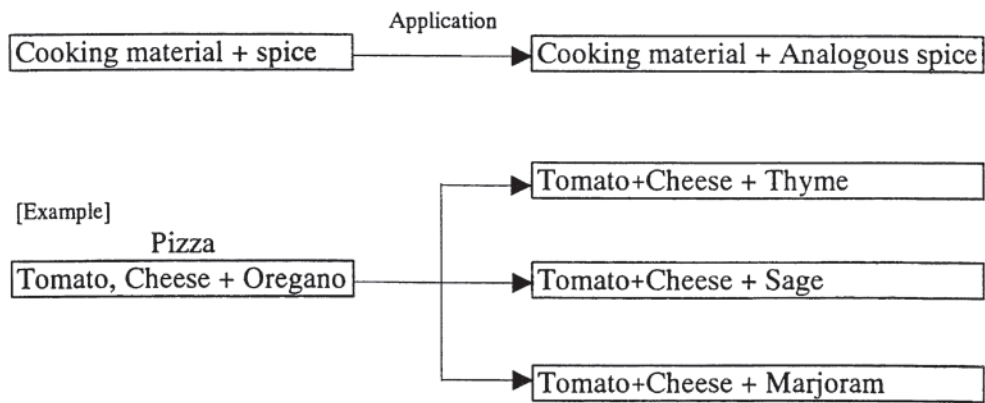 Application
Cooking material + spice
Cooking material + Analogous spice
Tomato+Cheese + Thyme
[Example]
Pizza
Tomato, Cheese + Oregano
Tomato+Cheese + Sage
Tomato+Cheese + Marjoram